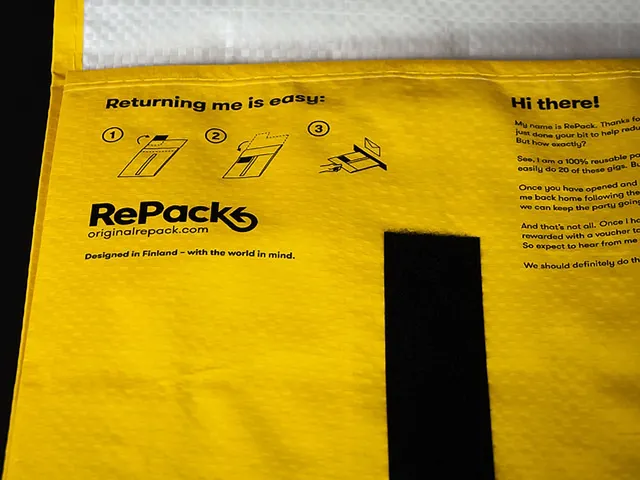 Returning me is easy:
1 2 3
RePack
originalrepack.com
Designed in Finland – with the world in mind.
Hi there!
My name is RePack. Thanks fo
just done your bit to help redu
But how exactly?
See, I am a 100% reusable pa
easily do 20 of these gigs. Bu
Once you have opened and
me back home following the
we can keep the party going
And that's not all. Once I ha
rewarded with a voucher to
So expect to hear from me
We should definitely do th